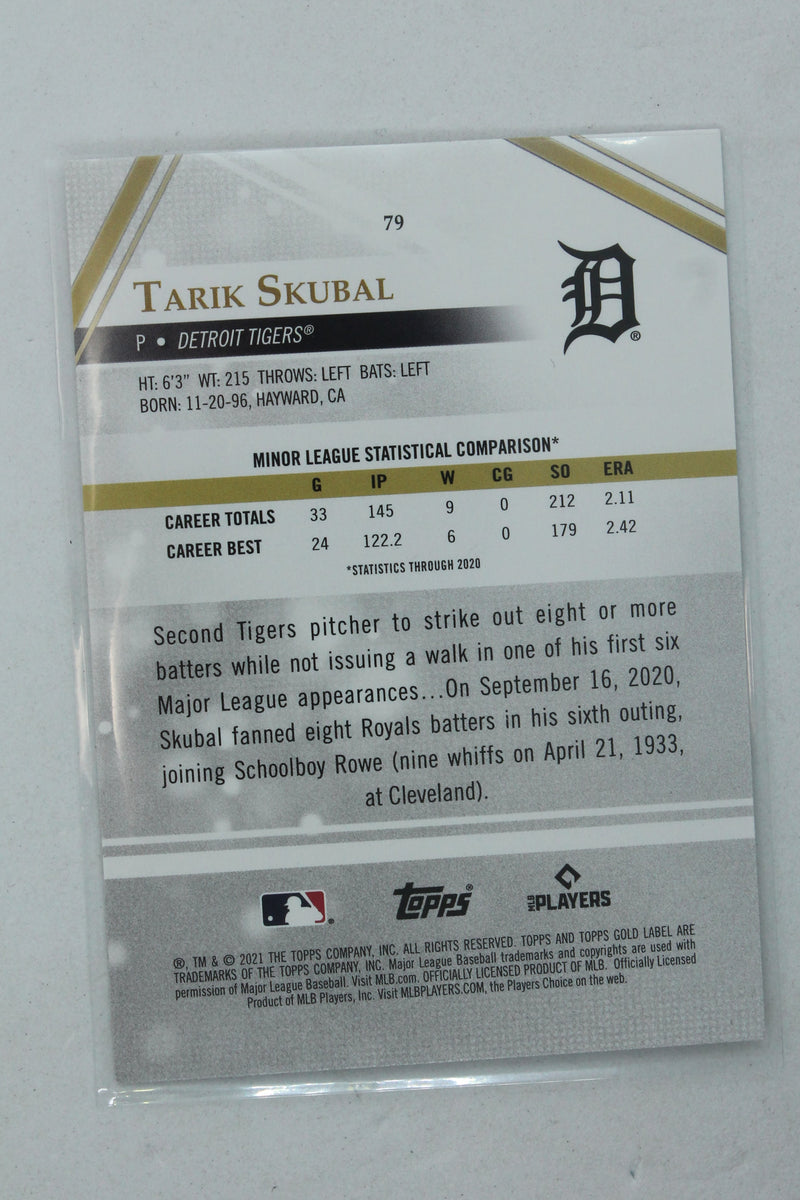 79
TARIK SKUBAL
D®
P • DETROIT TIGERS®
HT: 6'3" WT: 215 THROWS: LEFT BATS: LEFT
BORN: 11-20-96, HAYWARD, CA
MINOR LEAGUE STATISTICAL COMPARISON*
G IP W CG SO ERA
CAREER TOTALS 33 145 9 0 212 2.11
CAREER BEST 24 122.2 6 0 179 2.42
*STATISTICS THROUGH 2020
Second Tigers pitcher to strike out eight or more
batters while not issuing a walk in one of his first six
Major League appearances...On September 16, 2020,
Skubal fanned eight Royals batters in his sixth outing,
joining Schoolboy Rowe (nine whiffs on April 21, 1933,
at Cleveland).
topps® MLB PLAYERS
®, TM & © 2021 THE TOPPS COMPANY, INC. ALL RIGHTS RESERVED. TOPPS AND TOPPS GOLD LABEL ARE
TRADEMARKS OF THE TOPPS COMPANY, INC. Major League Baseball trademarks and copyrights are used with
permission of Major League Baseball. Visit MLB.com. OFFICIALLY LICENSED PRODUCT OF MLB. Officially Licensed
Product of MLB Players, Inc. Visit MLBPLAYERS.COM, the Players Choice on the web.